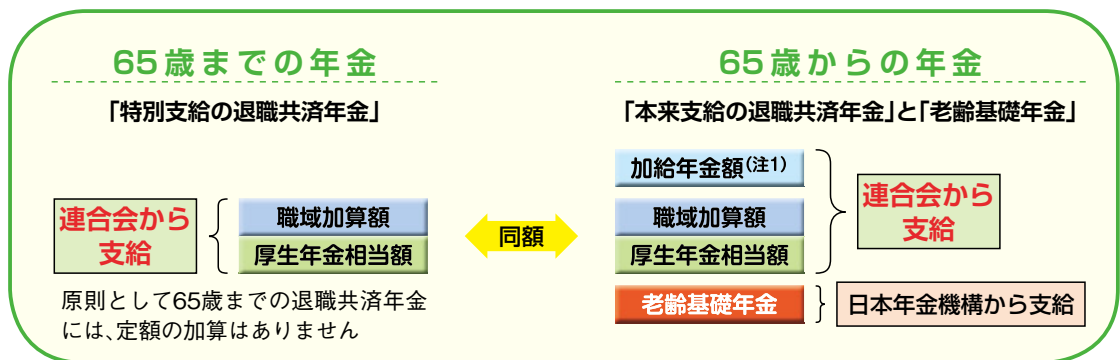 65歳までの年金
「特別支給の退職共済年金」
連合会から
支給
職域加算額
厚生年金相当額
原則として65歳までの退職共済年金
には、定額の加算はありません
同額
65歳からの年金
「本来支給の退職共済年金」と「老齢基礎年金」
加給年金額(注1)
職域加算額
厚生年金相当額
連合会から
支給
老齢基礎年金
日本年金機構から支給